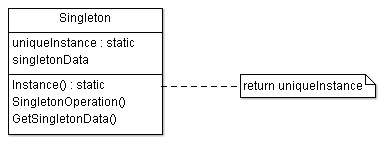 Singleton
uniqueInstance : static
singletonData
Instance() : static
SingletonOperation()
GetSingletonData()
return uniqueInstance